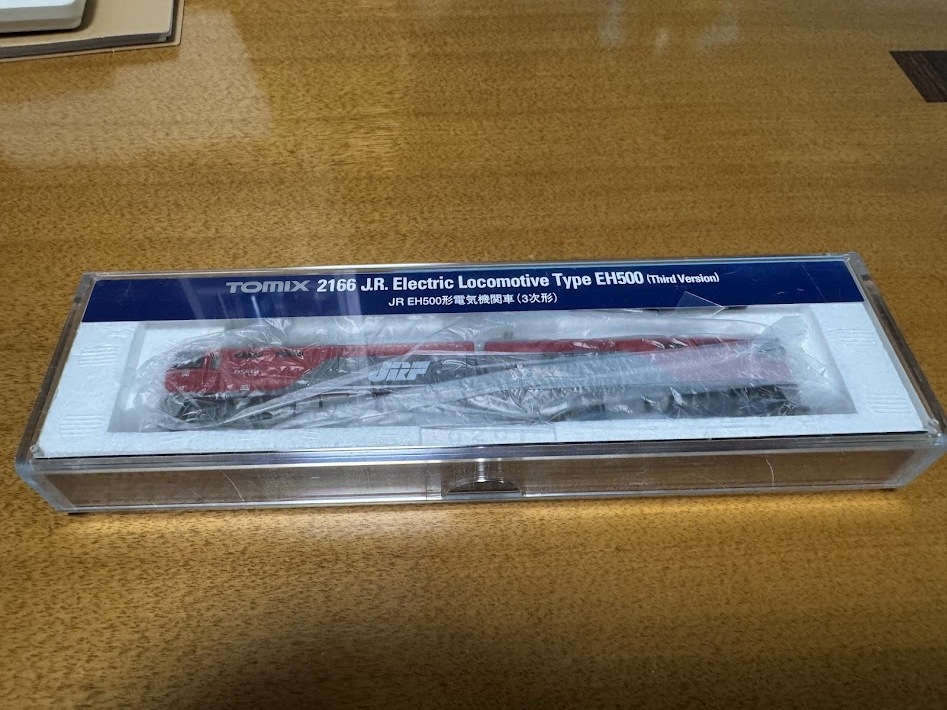 TOMIX 2166 J.R. Electric Locomotive Type EH500 (Third Version)
JR EH500形電気機関車(3次形)
JRF